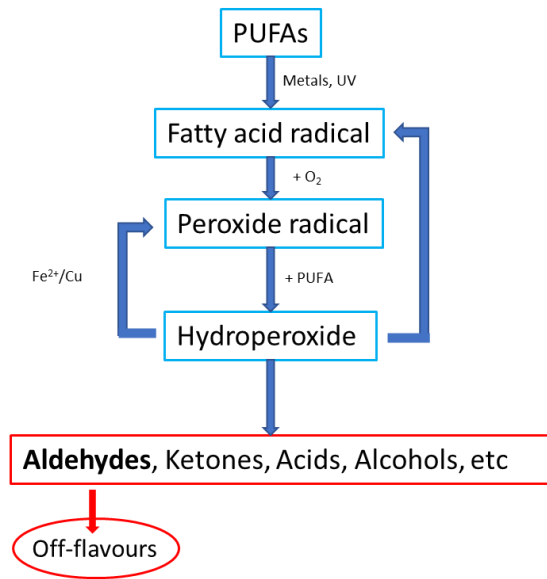 PUFAs
Metals, UV
Fatty acid radical
+ O₂
Peroxide radical
Fe²⁺/Cu
+ PUFA
Hydroperoxide
Aldehydes, Ketones, Acids, Alcohols, etc
Off-flavours